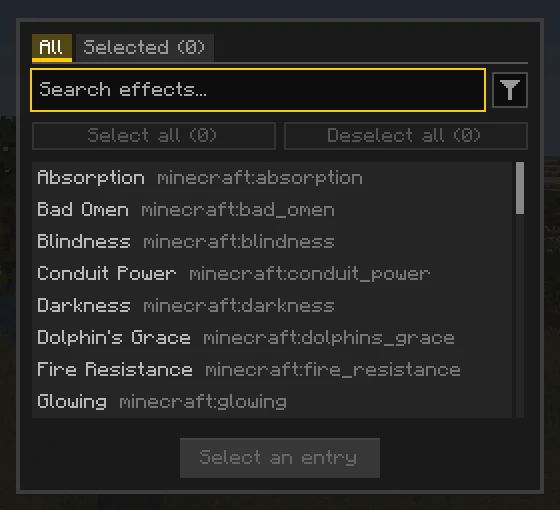 All Selected (0)
Search effects...
Select all (0) Deselect all (0)
Absorption minecraft:absorption
Bad Omen minecraft:bad_omen
Blindness minecraft:blindness
Conduit Power minecraft:conduit_power
Darkness minecraft:darkness
Dolphin's Grace minecraft:dolphins_grace
Fire Resistance minecraft:fire_resistance
Glowing minecraft:glowing
Select an entry